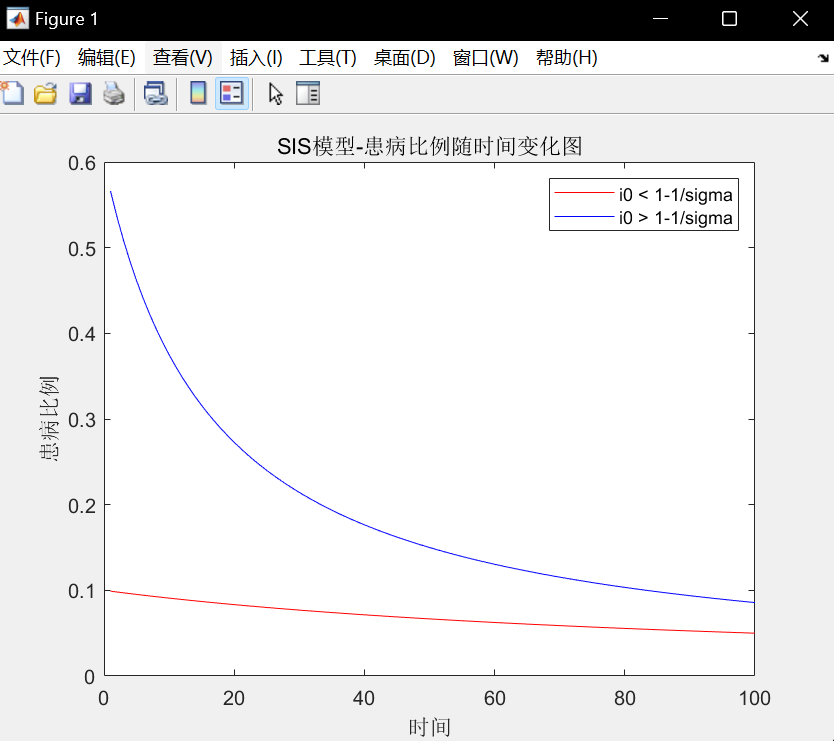 Figure 1
文件(F) 编辑(E) 查看(V) 插入(I) 工具(T) 桌面(D) 窗口(W) 帮助(H)
SIS模型-患病比例随时间变化图
i0 < 1-1/sigma
i0 > 1-1/sigma
0.6
0.5
0.4
0.3
0.2
0.1
0
患病比例
0 20 40 60 80 100
时间